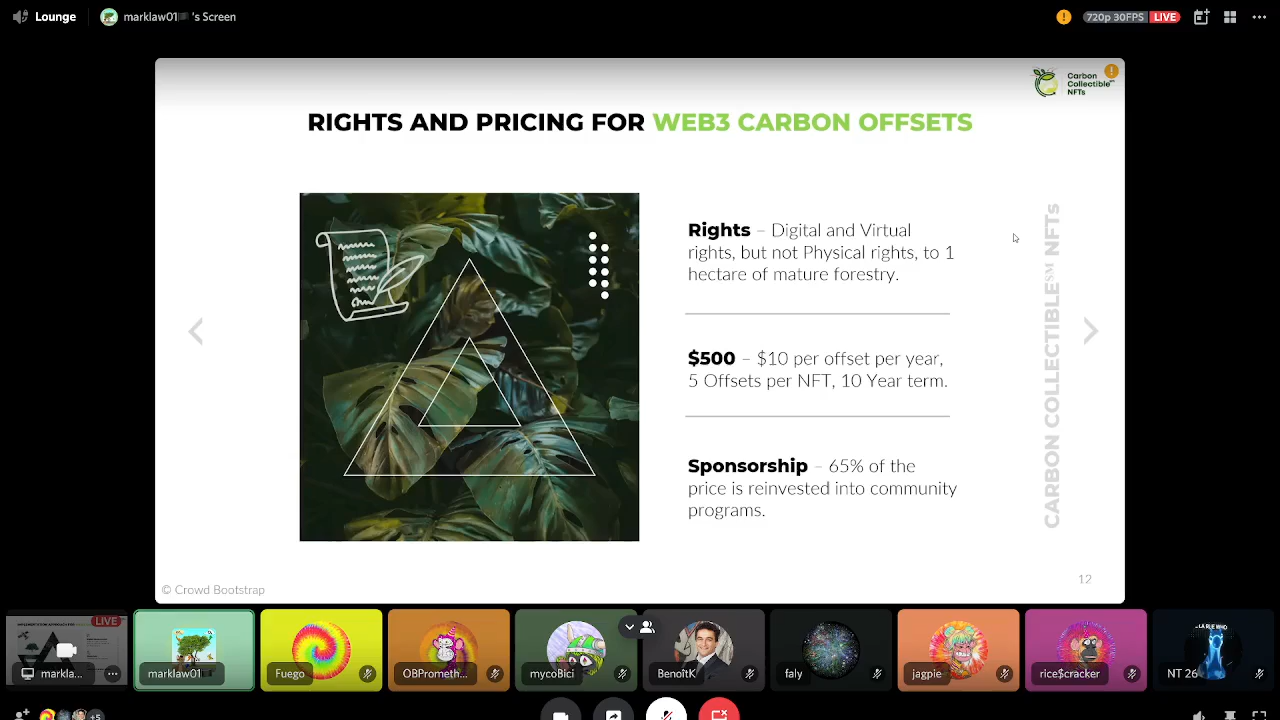 Lounge
marklaw01 's Screen
720p 30FPS LIVE
Carbon
Collectible
NFTs
RIGHTS AND PRICING FOR WEB3 CARBON OFFSETS
Rights – Digital and Virtual
rights, but not Physical rights, to 1
hectare of mature forestry.
$500 – $10 per offset per year,
5 Offsets per NFT, 10 Year term.
Sponsorship – 65% of the
price is reinvested into community
programs.
CARBON COLLECTIBLE℠ NFTs
© Crowd Bootstrap
12
LIVE
markla...
marklaw01
Fuego
OBPrometh...
mycoBici
BenoîtK
faly
jagpie
rice$cracker
NT 26
+5